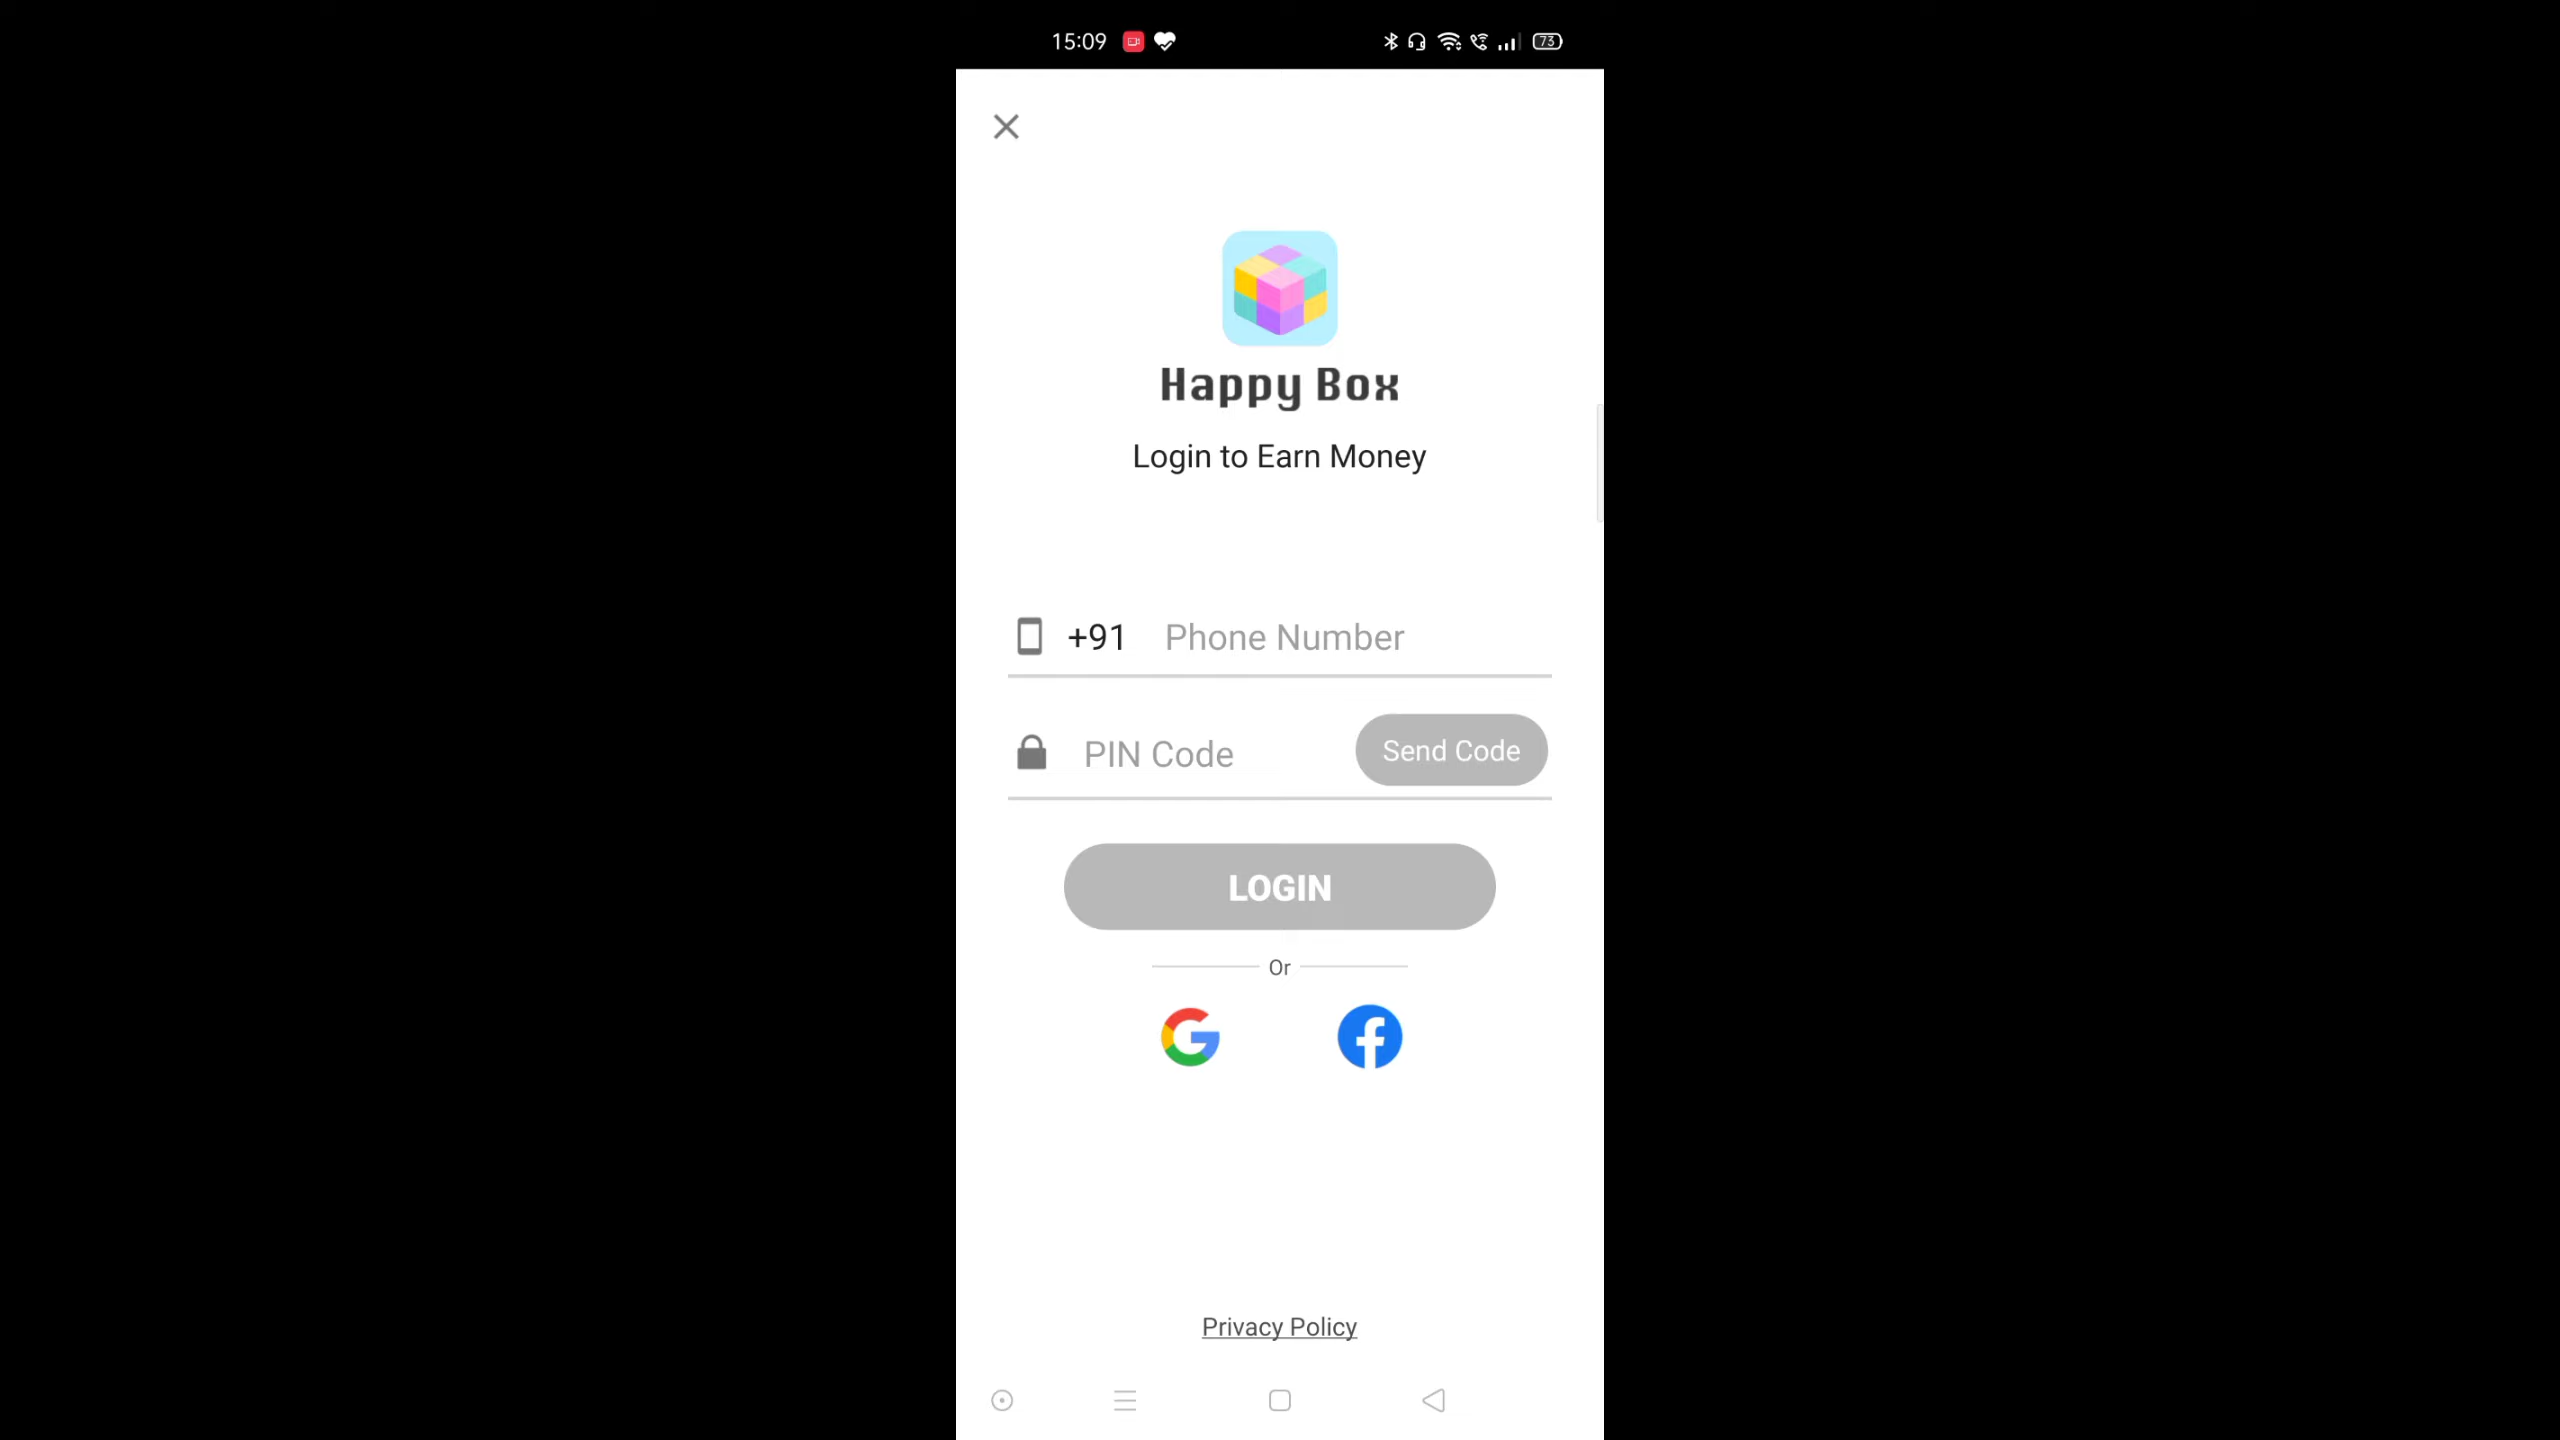 15:09
73
Happy Box
Login to Earn Money
+91 Phone Number
PIN Code Send Code
LOGIN
Or
Privacy Policy